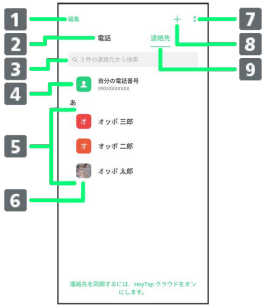 1 編集 + ⋮ 7
2 電話 連絡先 8
3 3 件の連絡先から検索 9
4 自分の電話番号
090XXXXXXXX
あ
オ オッポ 三郎
5 オ オッポ 二郎
オッポ 太郎
6
連絡先を同期するには、HeyTap クラウドをオン
にします。